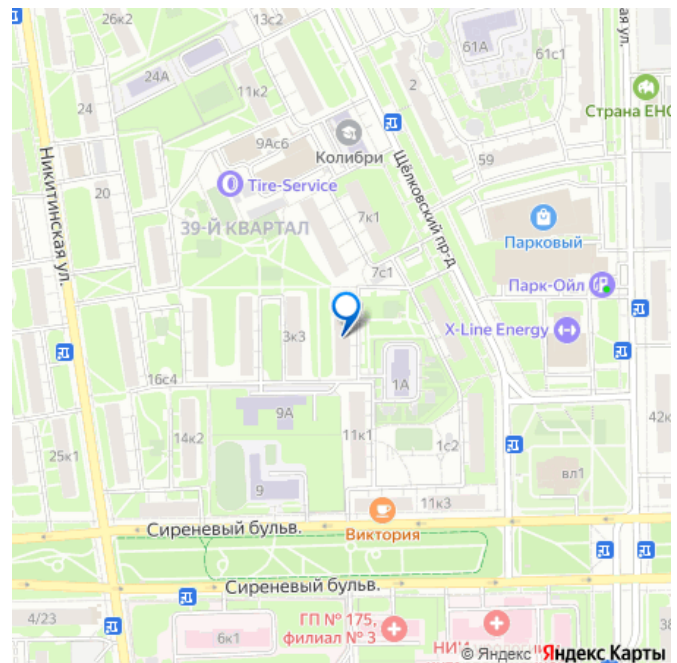 26к2
13с2
61А
61с1
ая ул.
24А
2
11к2
24
Страна ЕНО
9Ас6
Колибри
59
Никитинская ул.
Щёлковский пр-д
Tire-Service
20
39-Й КВАРТАЛ
7к1
Парковый
7с1
Парк-Ойл
3к3
X-Line Energy
16с4
1А
9А
42к
14к2
11к1
1с2
25к1
вл1
9
11к3
Сиреневый бульв.
Виктория
Сиреневый бульв.
4/23
ГП № 175,
филиал № 3
6к1
38
© Яндекс Яндекс Карты